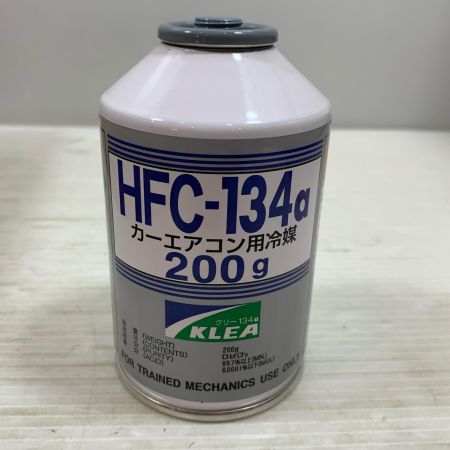 HFC-134a
カーエアコン用冷媒
200g
クリー134a
KLEA
(WEIGHT) 200g
(CONTENTS) CH₂FCF₃
(PURITY) 99.7%以上(MIN.)
(ACID)
FOR TRAINED MECHANICS USE ONLY